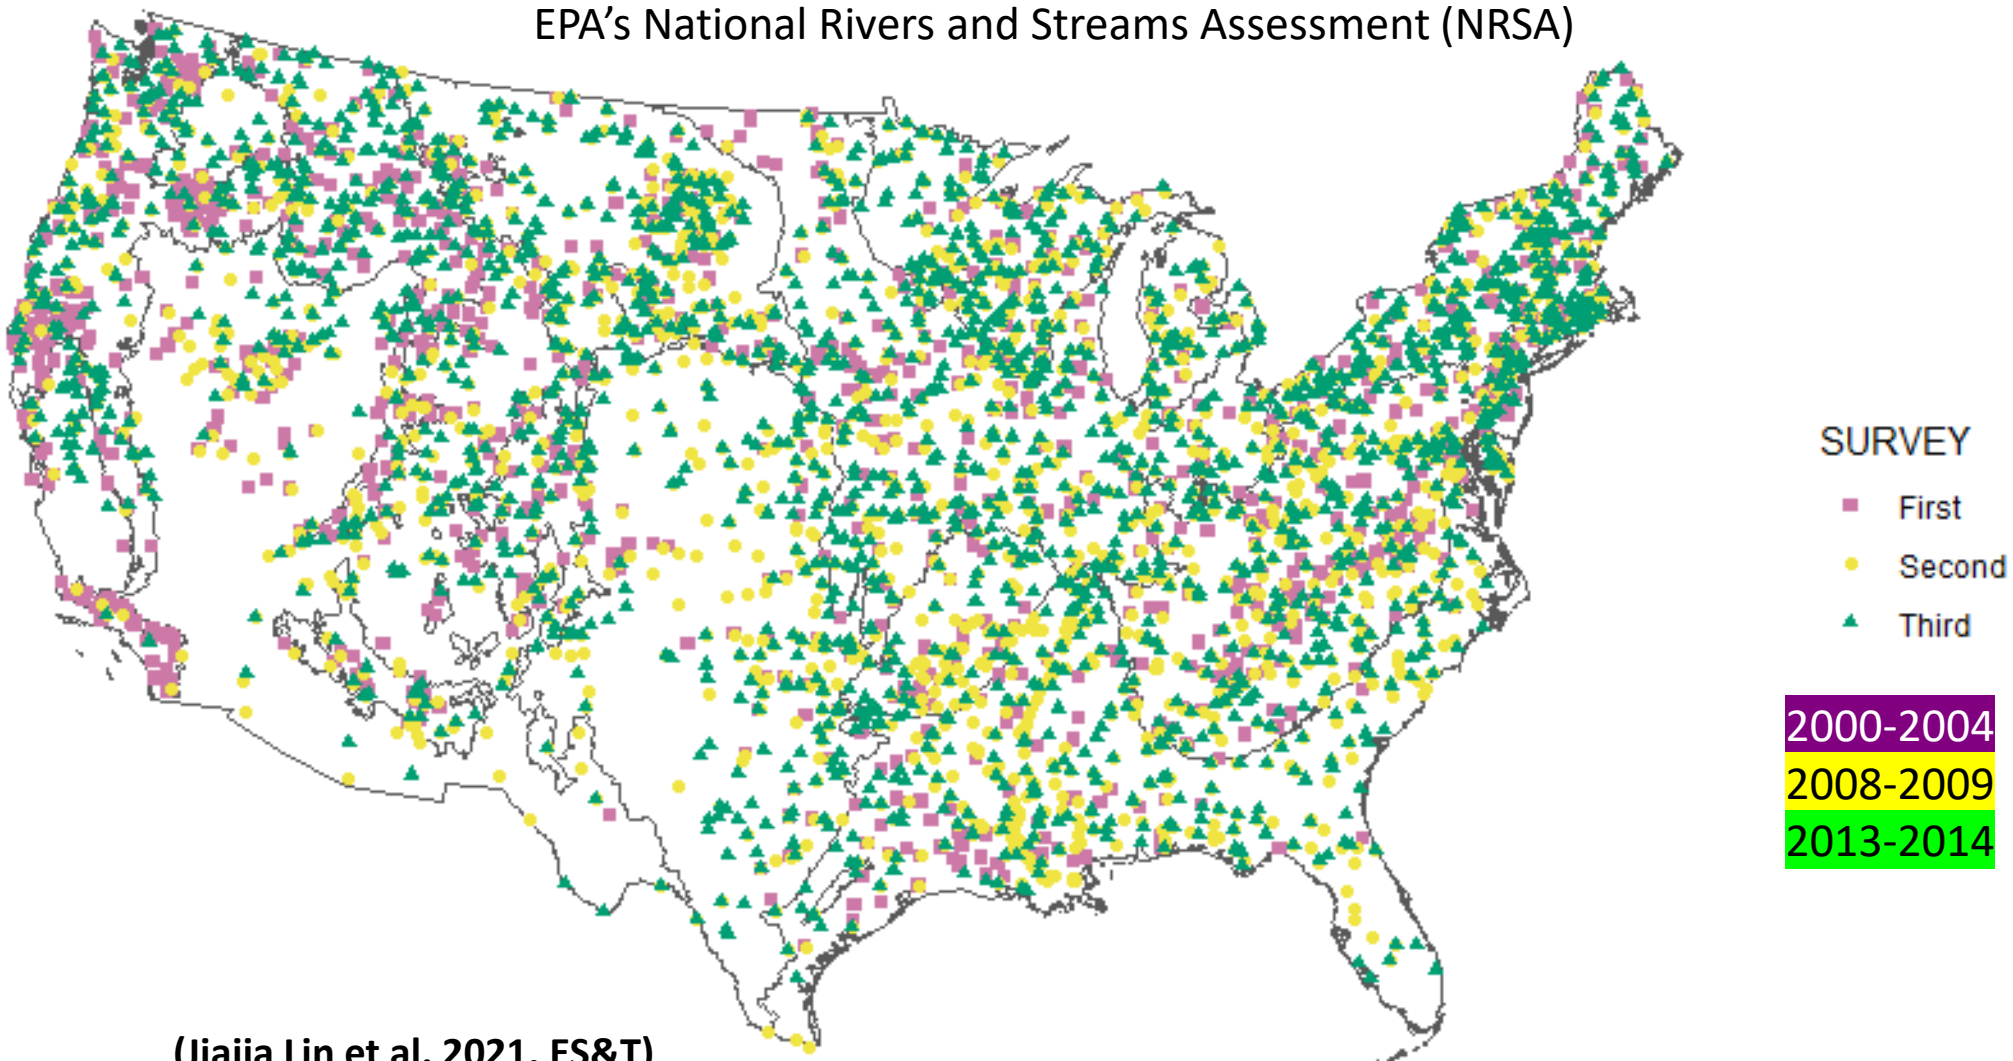 EPA’s National Rivers and Streams Assessment (NRSA)
SURVEY
First
Second
Third
2000-2004
2008-2009
2013-2014
(Jiajia Lin et al. 2021, ES&T)